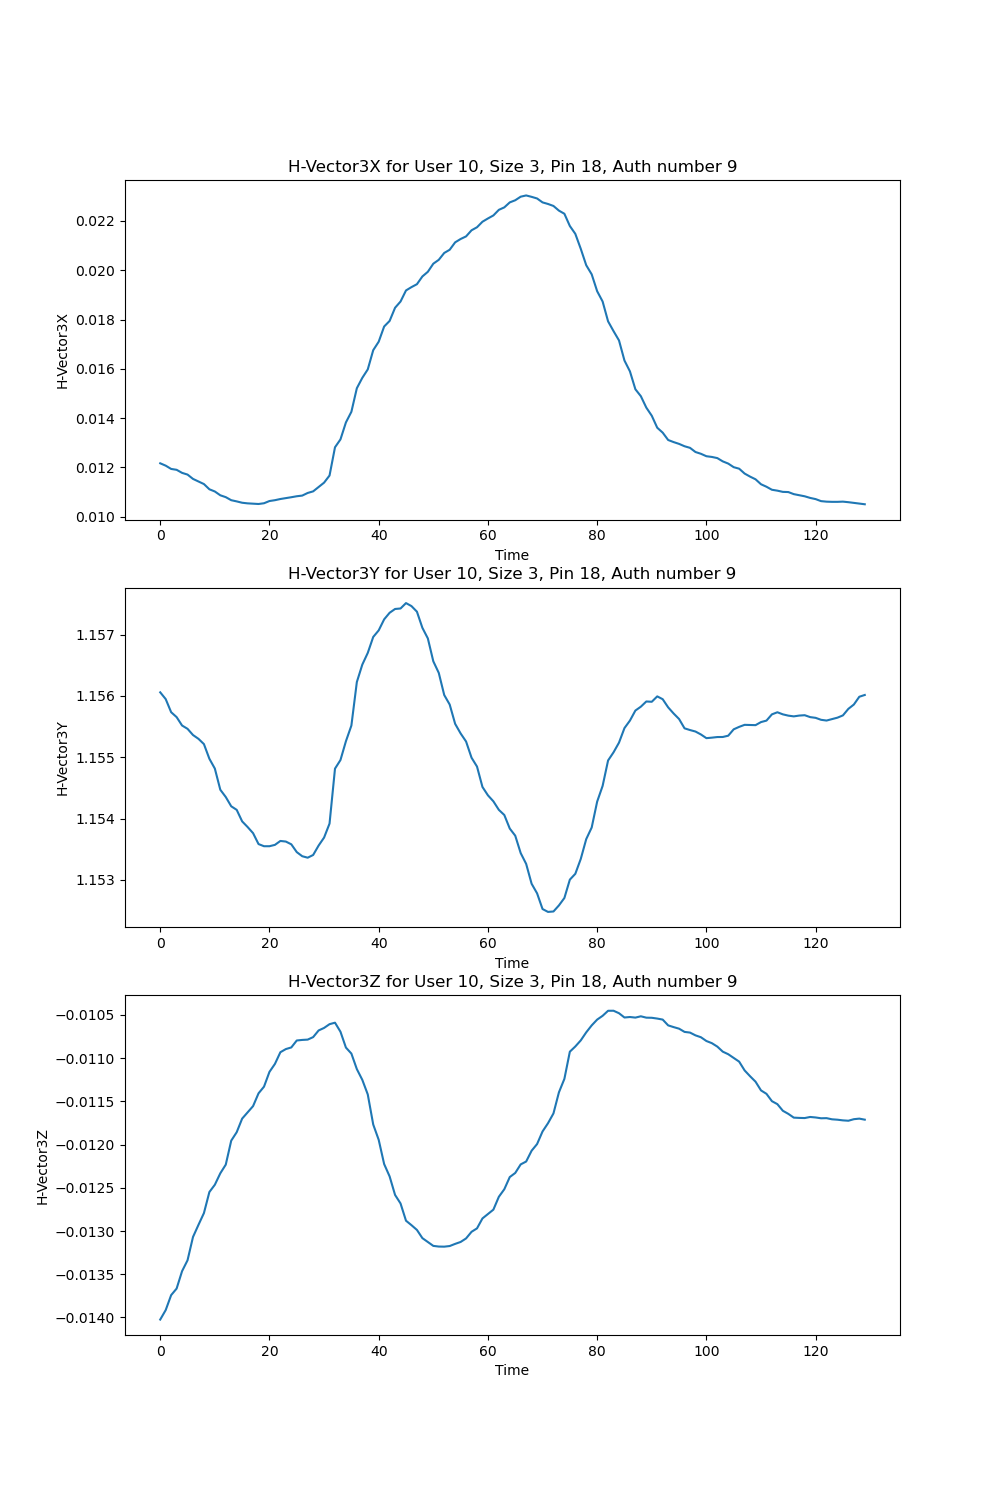 H-Vector3X for User 10, Size 3, Pin 18, Auth number 9
0.022
0.020
0.018
0.016
0.014
0.012
0.010
H-Vector3X
0 20 40 60 80 100 120
Time
H-Vector3Y for User 10, Size 3, Pin 18, Auth number 9
1.157
1.156
1.155
1.154
1.153
H-Vector3Y
0 20 40 60 80 100 120
Time
H-Vector3Z for User 10, Size 3, Pin 18, Auth number 9
−0.0105
−0.0110
−0.0115
−0.0120
−0.0125
−0.0130
−0.0135
−0.0140
H-Vector3Z
0 20 40 60 80 100 120
Time